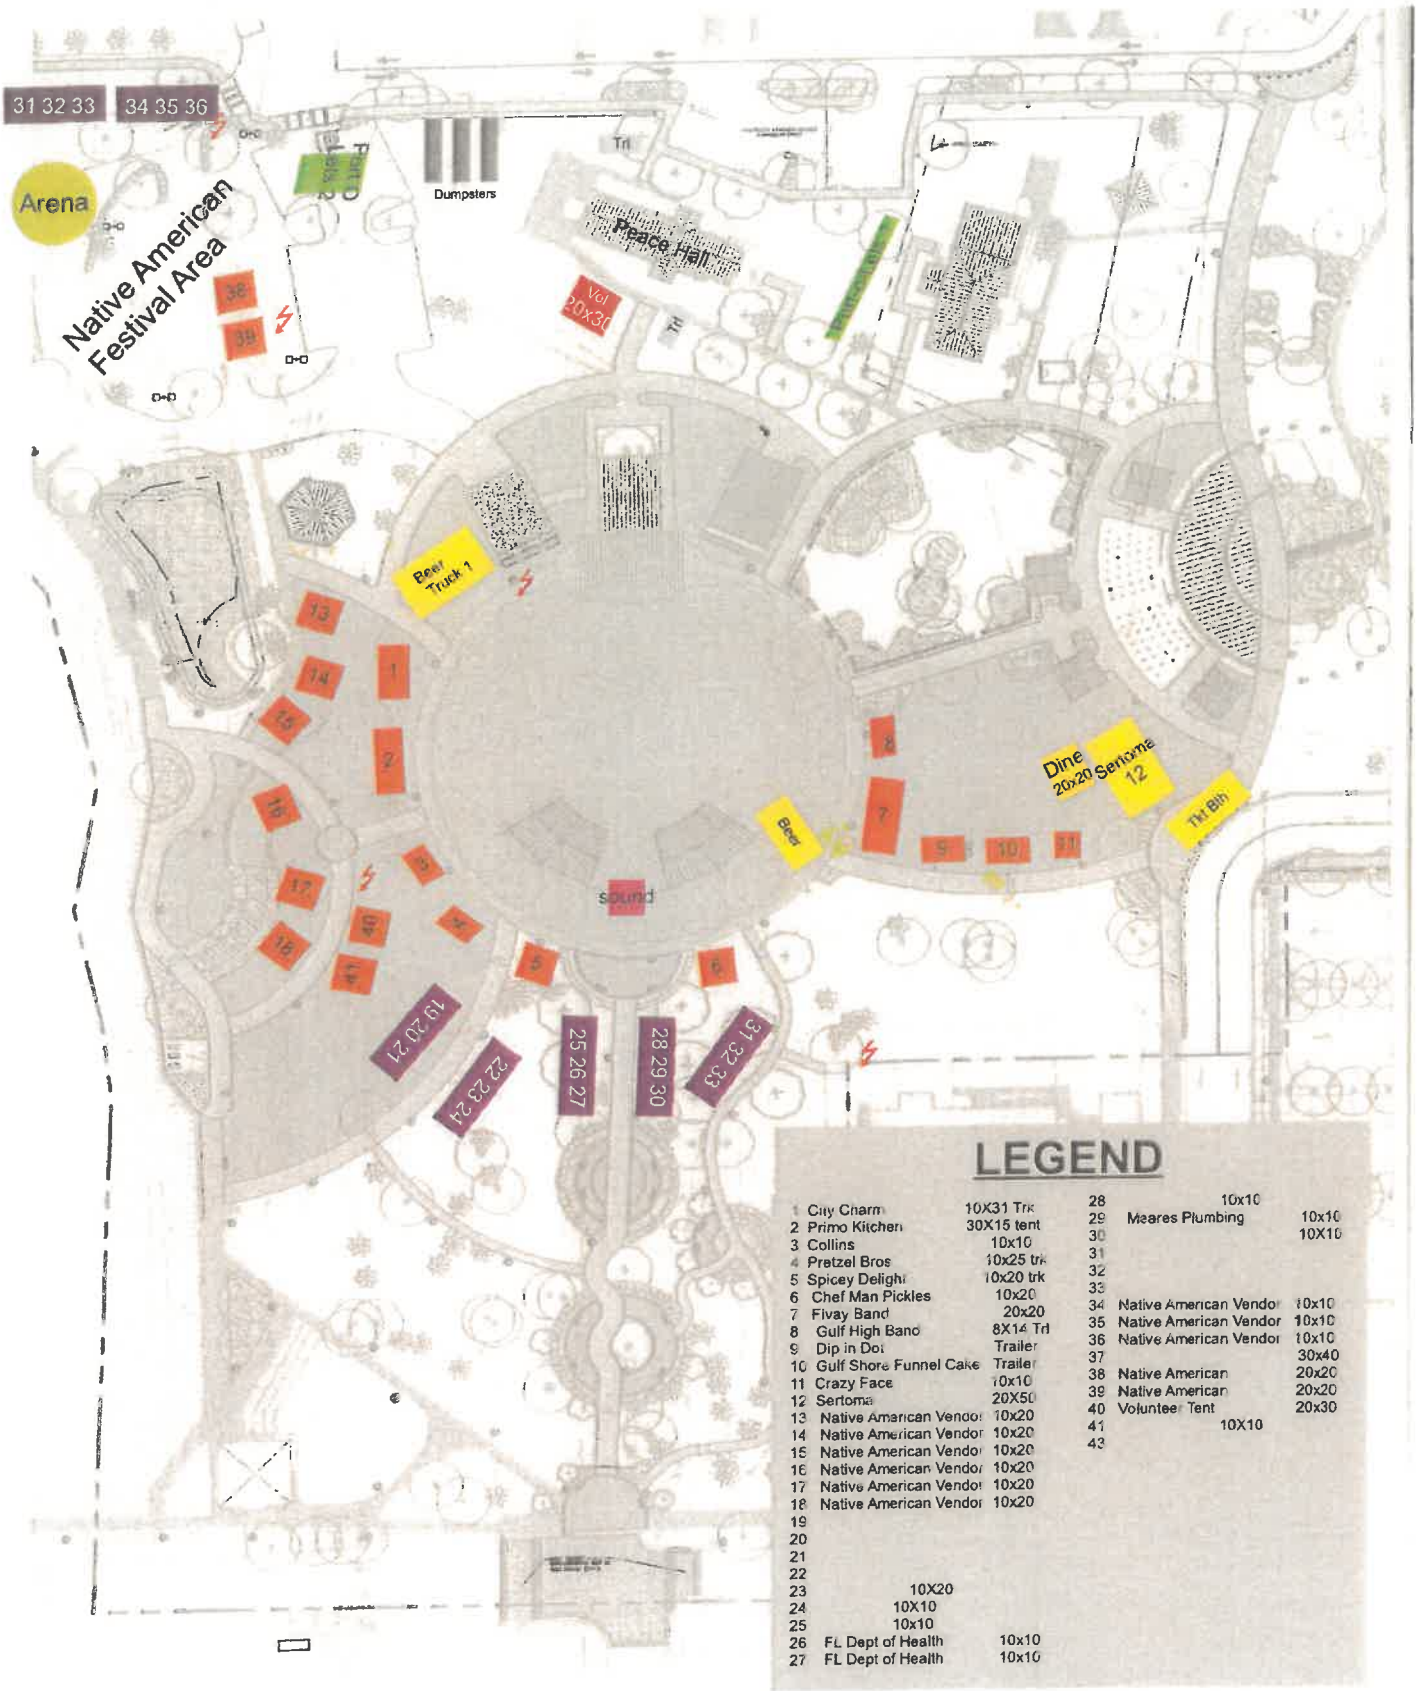 31 32 33
34 35 36
Arena
Native American
Festival Area
Dumpsters
Trl
Peace Hall
Vol
20x30
Trl
38
39
Beer
Truck 1
13
14
15
1
2
16
17
18
3
4
40
41
5
6
sound
Beer
8
7
9
10
11
Dine
20x20
Sertoma
12
Tkt Bth
19 20 21
22 23 24
25 26 27
28 29 30
31 32 33
LEGEND
1 City Charm 10X31 Trk
2 Primo Kitchen 30X15 tent
3 Collins 10x10
4 Pretzel Bros 10x25 trk
5 Spicey Delight 10x20 trk
6 Chef Man Pickles 10x20
7 Fivay Band 20x20
8 Gulf High Band 8X14 Trl
9 Dip in Dot Trailer
10 Gulf Shore Funnel Cake Trailer
11 Crazy Face 10x10
12 Sertoma 20X50
13 Native American Vendor 10x20
14 Native American Vendor 10x20
15 Native American Vendor 10x20
16 Native American Vendor 10x20
17 Native American Vendor 10x20
18 Native American Vendor 10x20
19
20
21
22
23 10X20
24 10X10
25 10x10
26 FL Dept of Health 10x10
27 FL Dept of Health 10x10
28 10x10
29 Meares Plumbing 10x10
30 10X10
31
32
33
34 Native American Vendor 10x10
35 Native American Vendor 10x10
36 Native American Vendor 10x10
37 30x40
38 Native American 20x20
39 Native American 20x20
40 Volunteer Tent 20x30
41 10X10
43